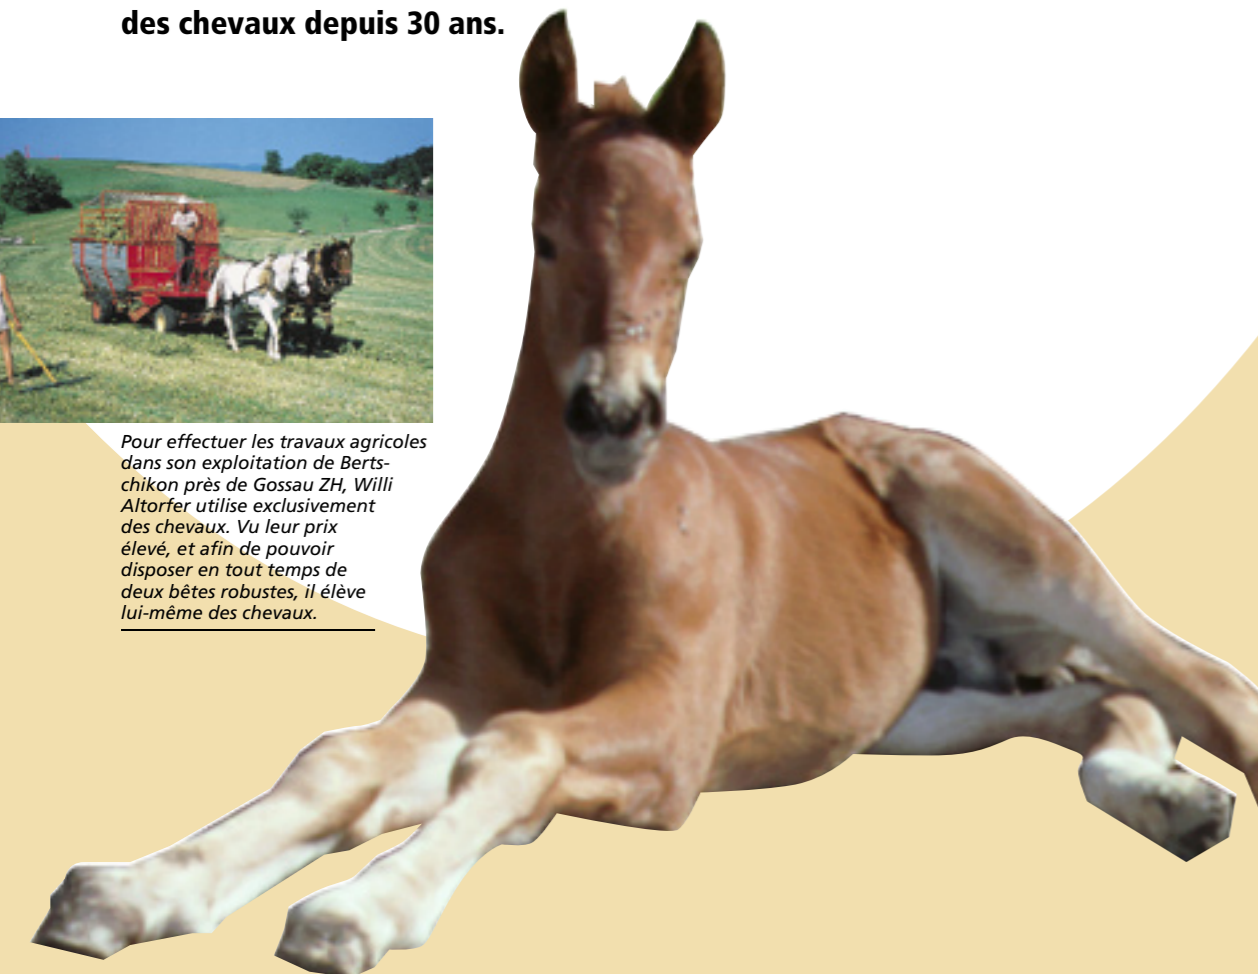 des chevaux depuis 30 ans.
Pour effectuer les travaux agricoles
dans son exploitation de Berts-
chikon près de Gossau ZH, Willi
Altorfer utilise exclusivement
des chevaux. Vu leur prix
élevé, et afin de pouvoir
disposer en tout temps de
deux bêtes robustes, il élève
lui-même des chevaux.